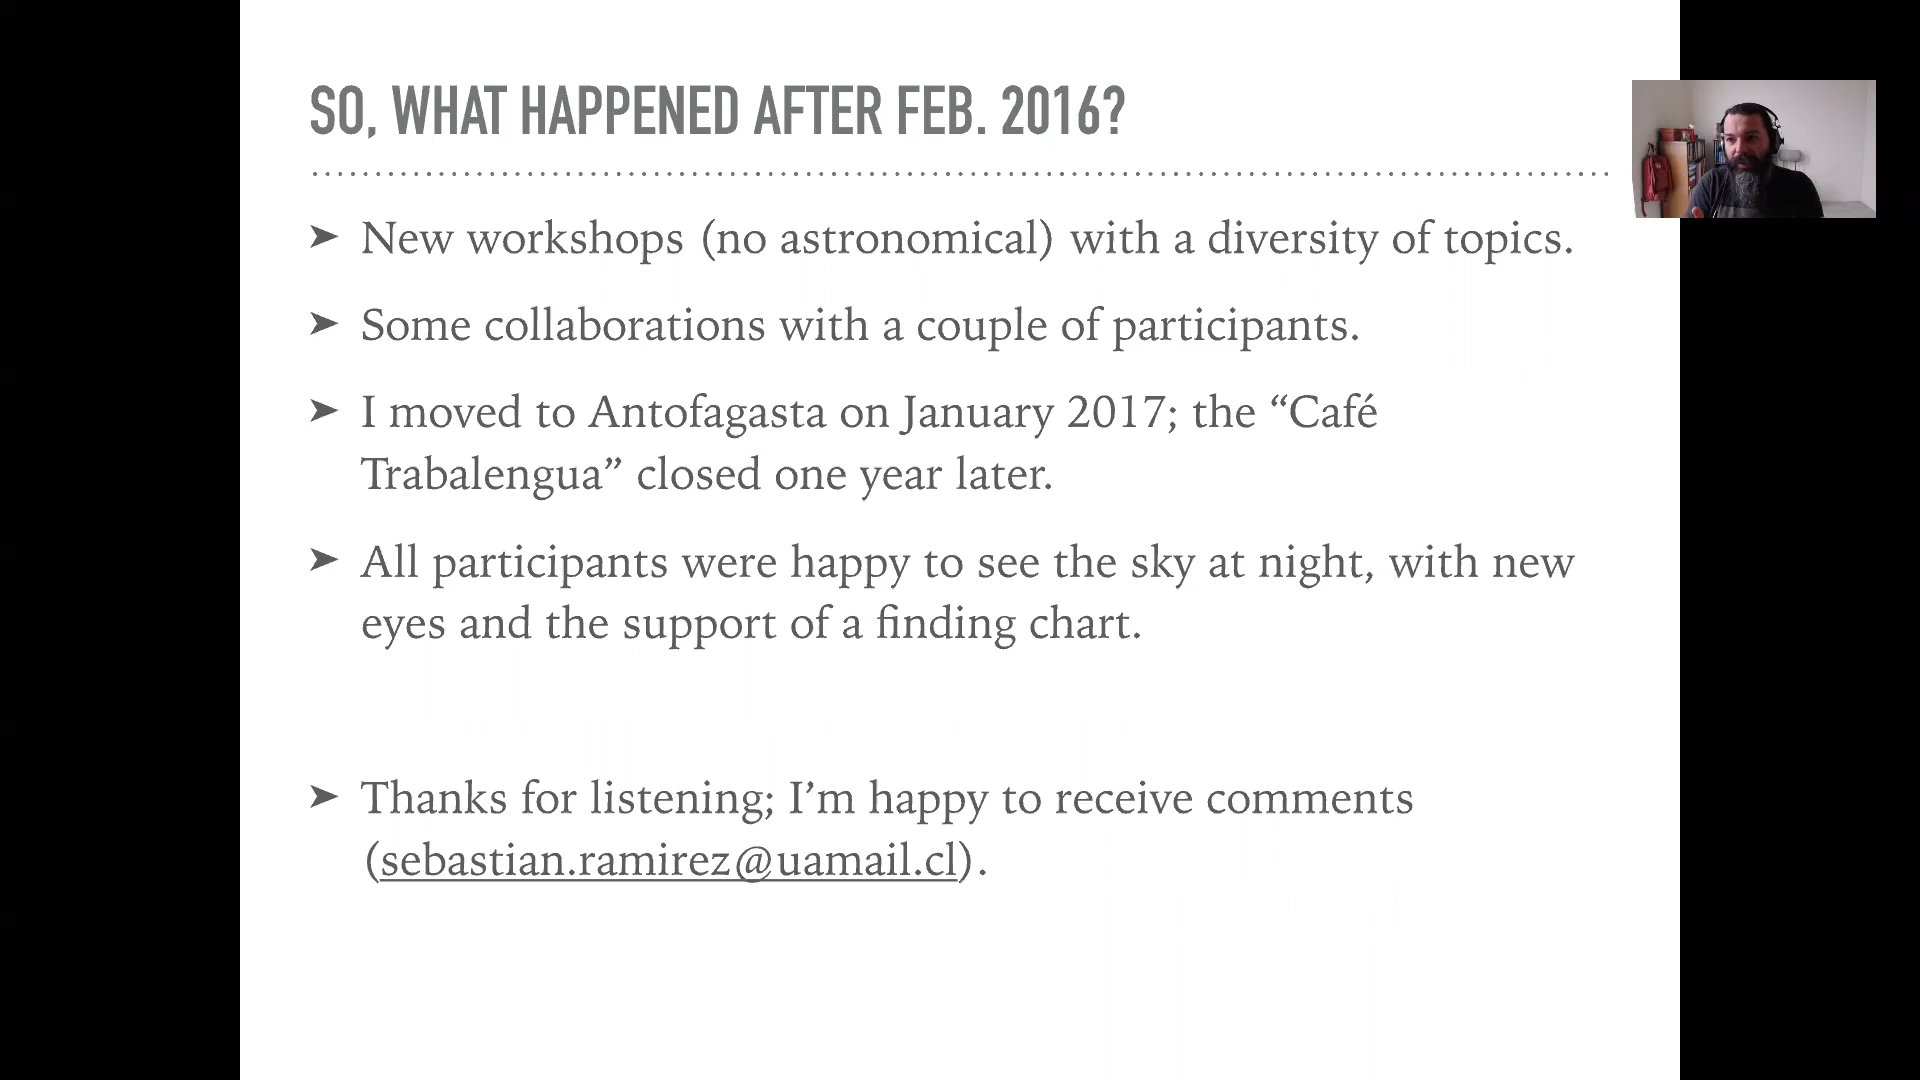 SO, WHAT HAPPENED AFTER FEB. 2016?
➤ New workshops (no astronomical) with a diversity of topics.
➤ Some collaborations with a couple of participants.
➤ I moved to Antofagasta on January 2017; the “Café
Trabalengua” closed one year later.
➤ All participants were happy to see the sky at night, with new
eyes and the support of a finding chart.
➤ Thanks for listening; I’m happy to receive comments
(sebastian.ramirez@uamail.cl).